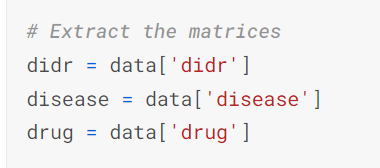 # Extract the matrices
didr = data['didr']
disease = data['disease']
drug = data['drug']